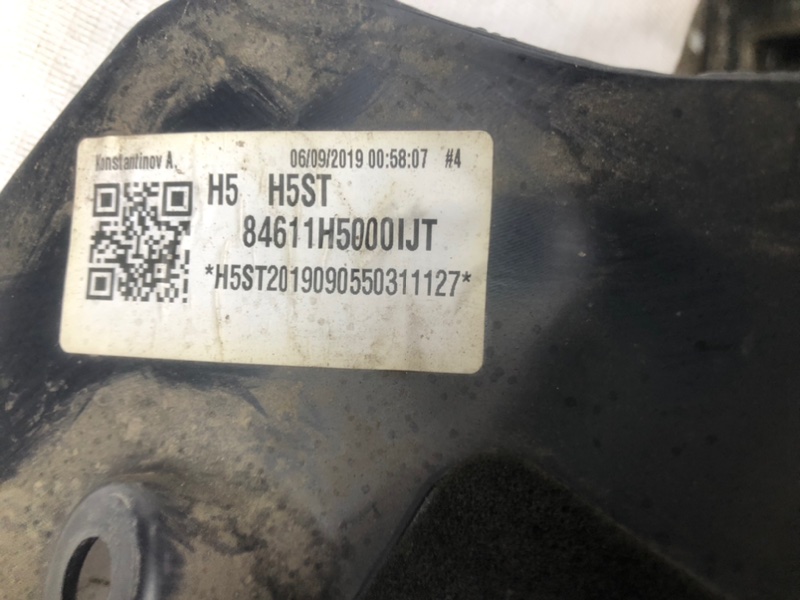 Konstantinov A. 06/09/2019 00:58:07 #4
H5 H5ST
84611H5000IJT
*H5ST2019090550311127*